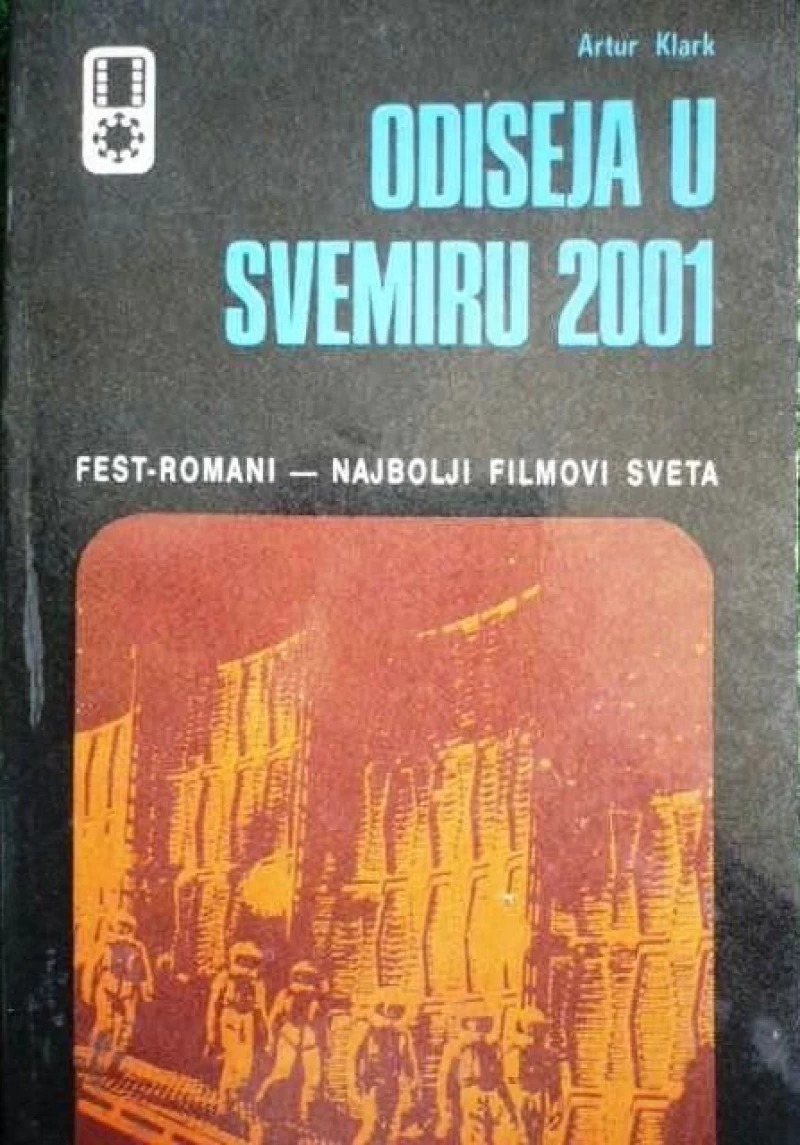 Artur Klark
ODISEJA U
SVEMIRU 2001
FEST-ROMANI — NAJBOLJI FILMOVI SVETA